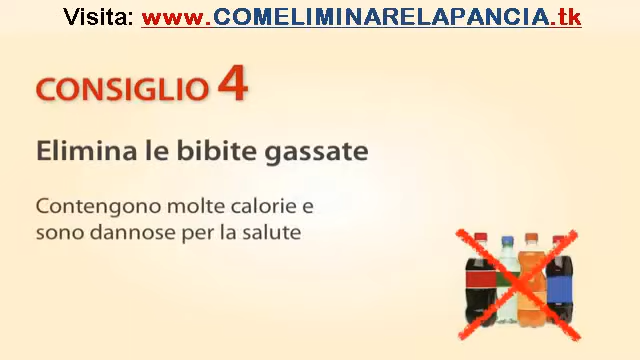 Visita: www.COMELIMINARELAPANCIA.tk
CONSIGLIO 4
Elimina le bibite gassate
Contengono molte calorie e
sono dannose per la salute